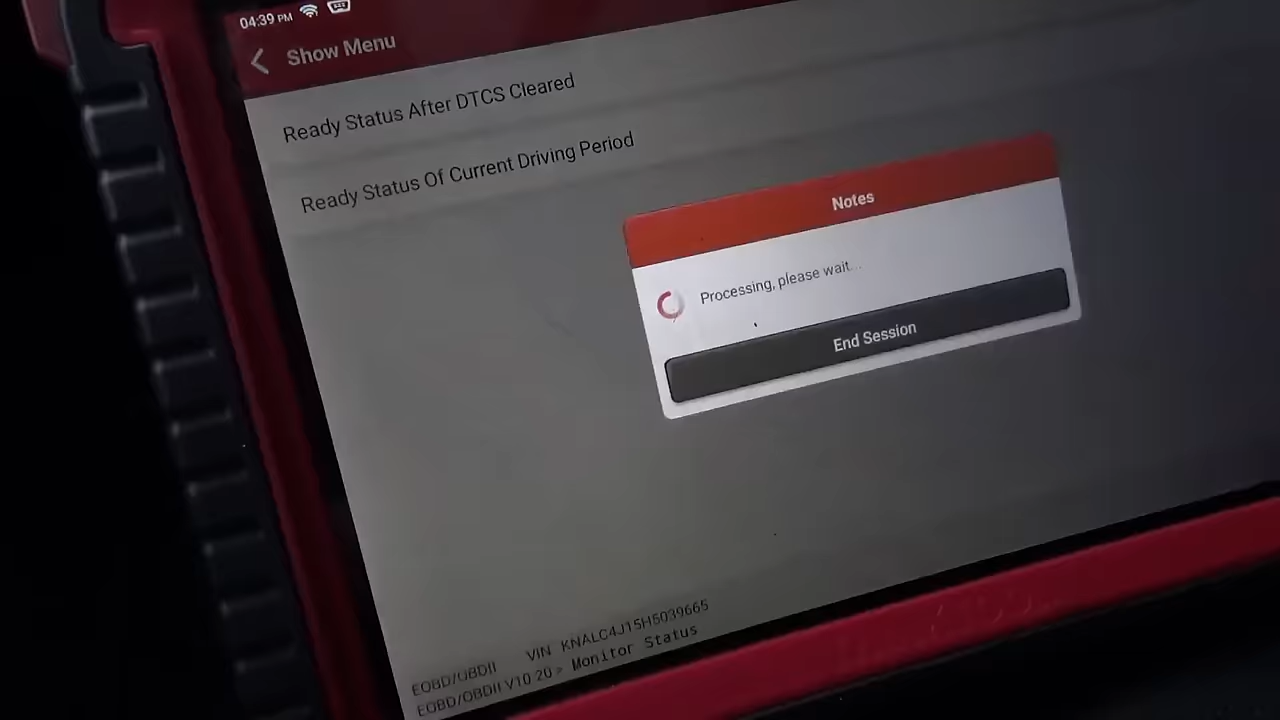 04:39 PM
Show Menu
Ready Status After DTCS Cleared
Ready Status Of Current Driving Period
Notes
Processing, please wait...
End Session
EOBD/OBDII VIN KNALC4J15H5039665
EOBD/OBDII V10.20 > Monitor Status